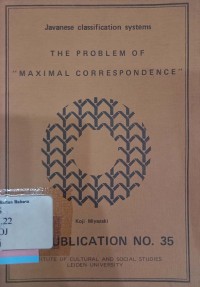 Javanese classification systems
THE PROBLEM OF
"MAXIMAL CORRESPONDENCE"
Koji Miyazaki
PUBLICATION NO. 35
OF CULTURAL AND SOCIAL STUDIES
LEIDEN UNIVERSITY